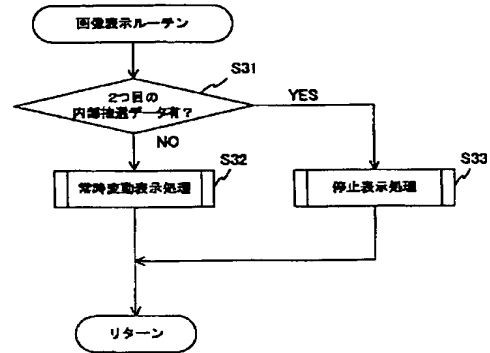 画像表示ルーチン
S31
2つ目の
内部抽選データ有?
YES
NO
S32
常時変動表示処理
S33
停止表示処理
リターン